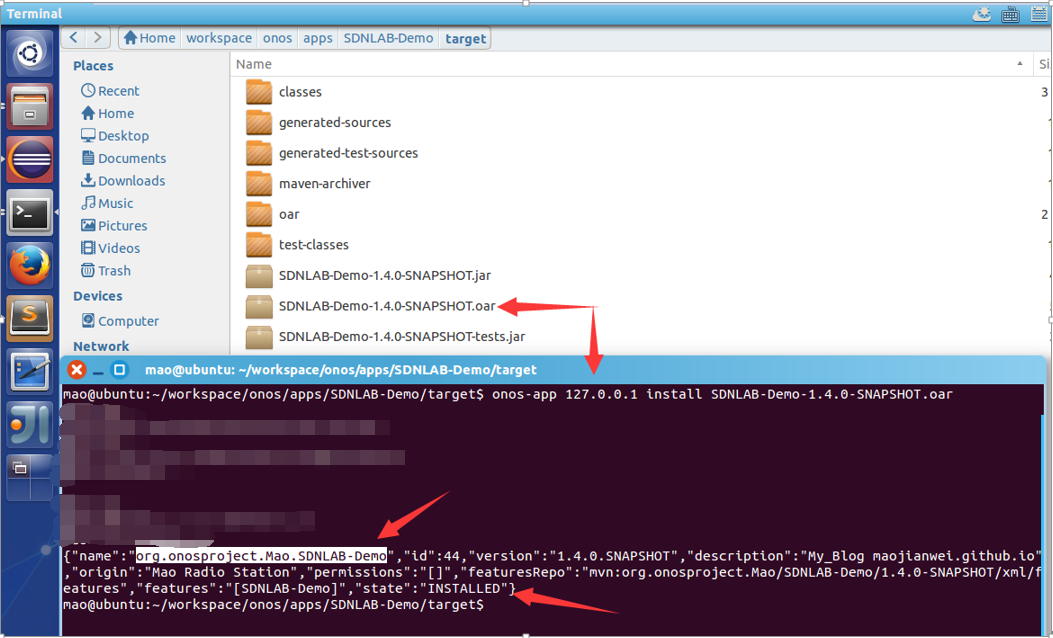 Terminal
Home workspace onos apps SDNLAB-Demo target
Places
Recent
Home
Desktop
Documents
Downloads
Music
Pictures
Videos
Trash
Devices
Computer
Network
Name Si
classes 3
generated-sources
generated-test-sources
maven-archiver
oar 2
test-classes
SDNLAB-Demo-1.4.0-SNAPSHOT.jar
SDNLAB-Demo-1.4.0-SNAPSHOT.oar
SDNLAB-Demo-1.4.0-SNAPSHOT-tests.jar
mao@ubuntu: ~/workspace/onos/apps/SDNLAB-Demo/target
mao@ubuntu:~/workspace/onos/apps/SDNLAB-Demo/target$ onos-app 127.0.0.1 install SDNLAB-Demo-1.4.0-SNAPSHOT.oar
{"name":"org.onosproject.Mao.SDNLAB-Demo","id":44,"version":"1.4.0.SNAPSHOT","description":"My_Blog maojianwei.github.io"
,"origin":"Mao Radio Station","permissions":"[]","featuresRepo":"mvn:org.onosproject.Mao/SDNLAB-Demo/1.4.0-SNAPSHOT/xml/f
eatures","features":"[SDNLAB-Demo]","state":"INSTALLED"}
mao@ubuntu:~/workspace/onos/apps/SDNLAB-Demo/target$